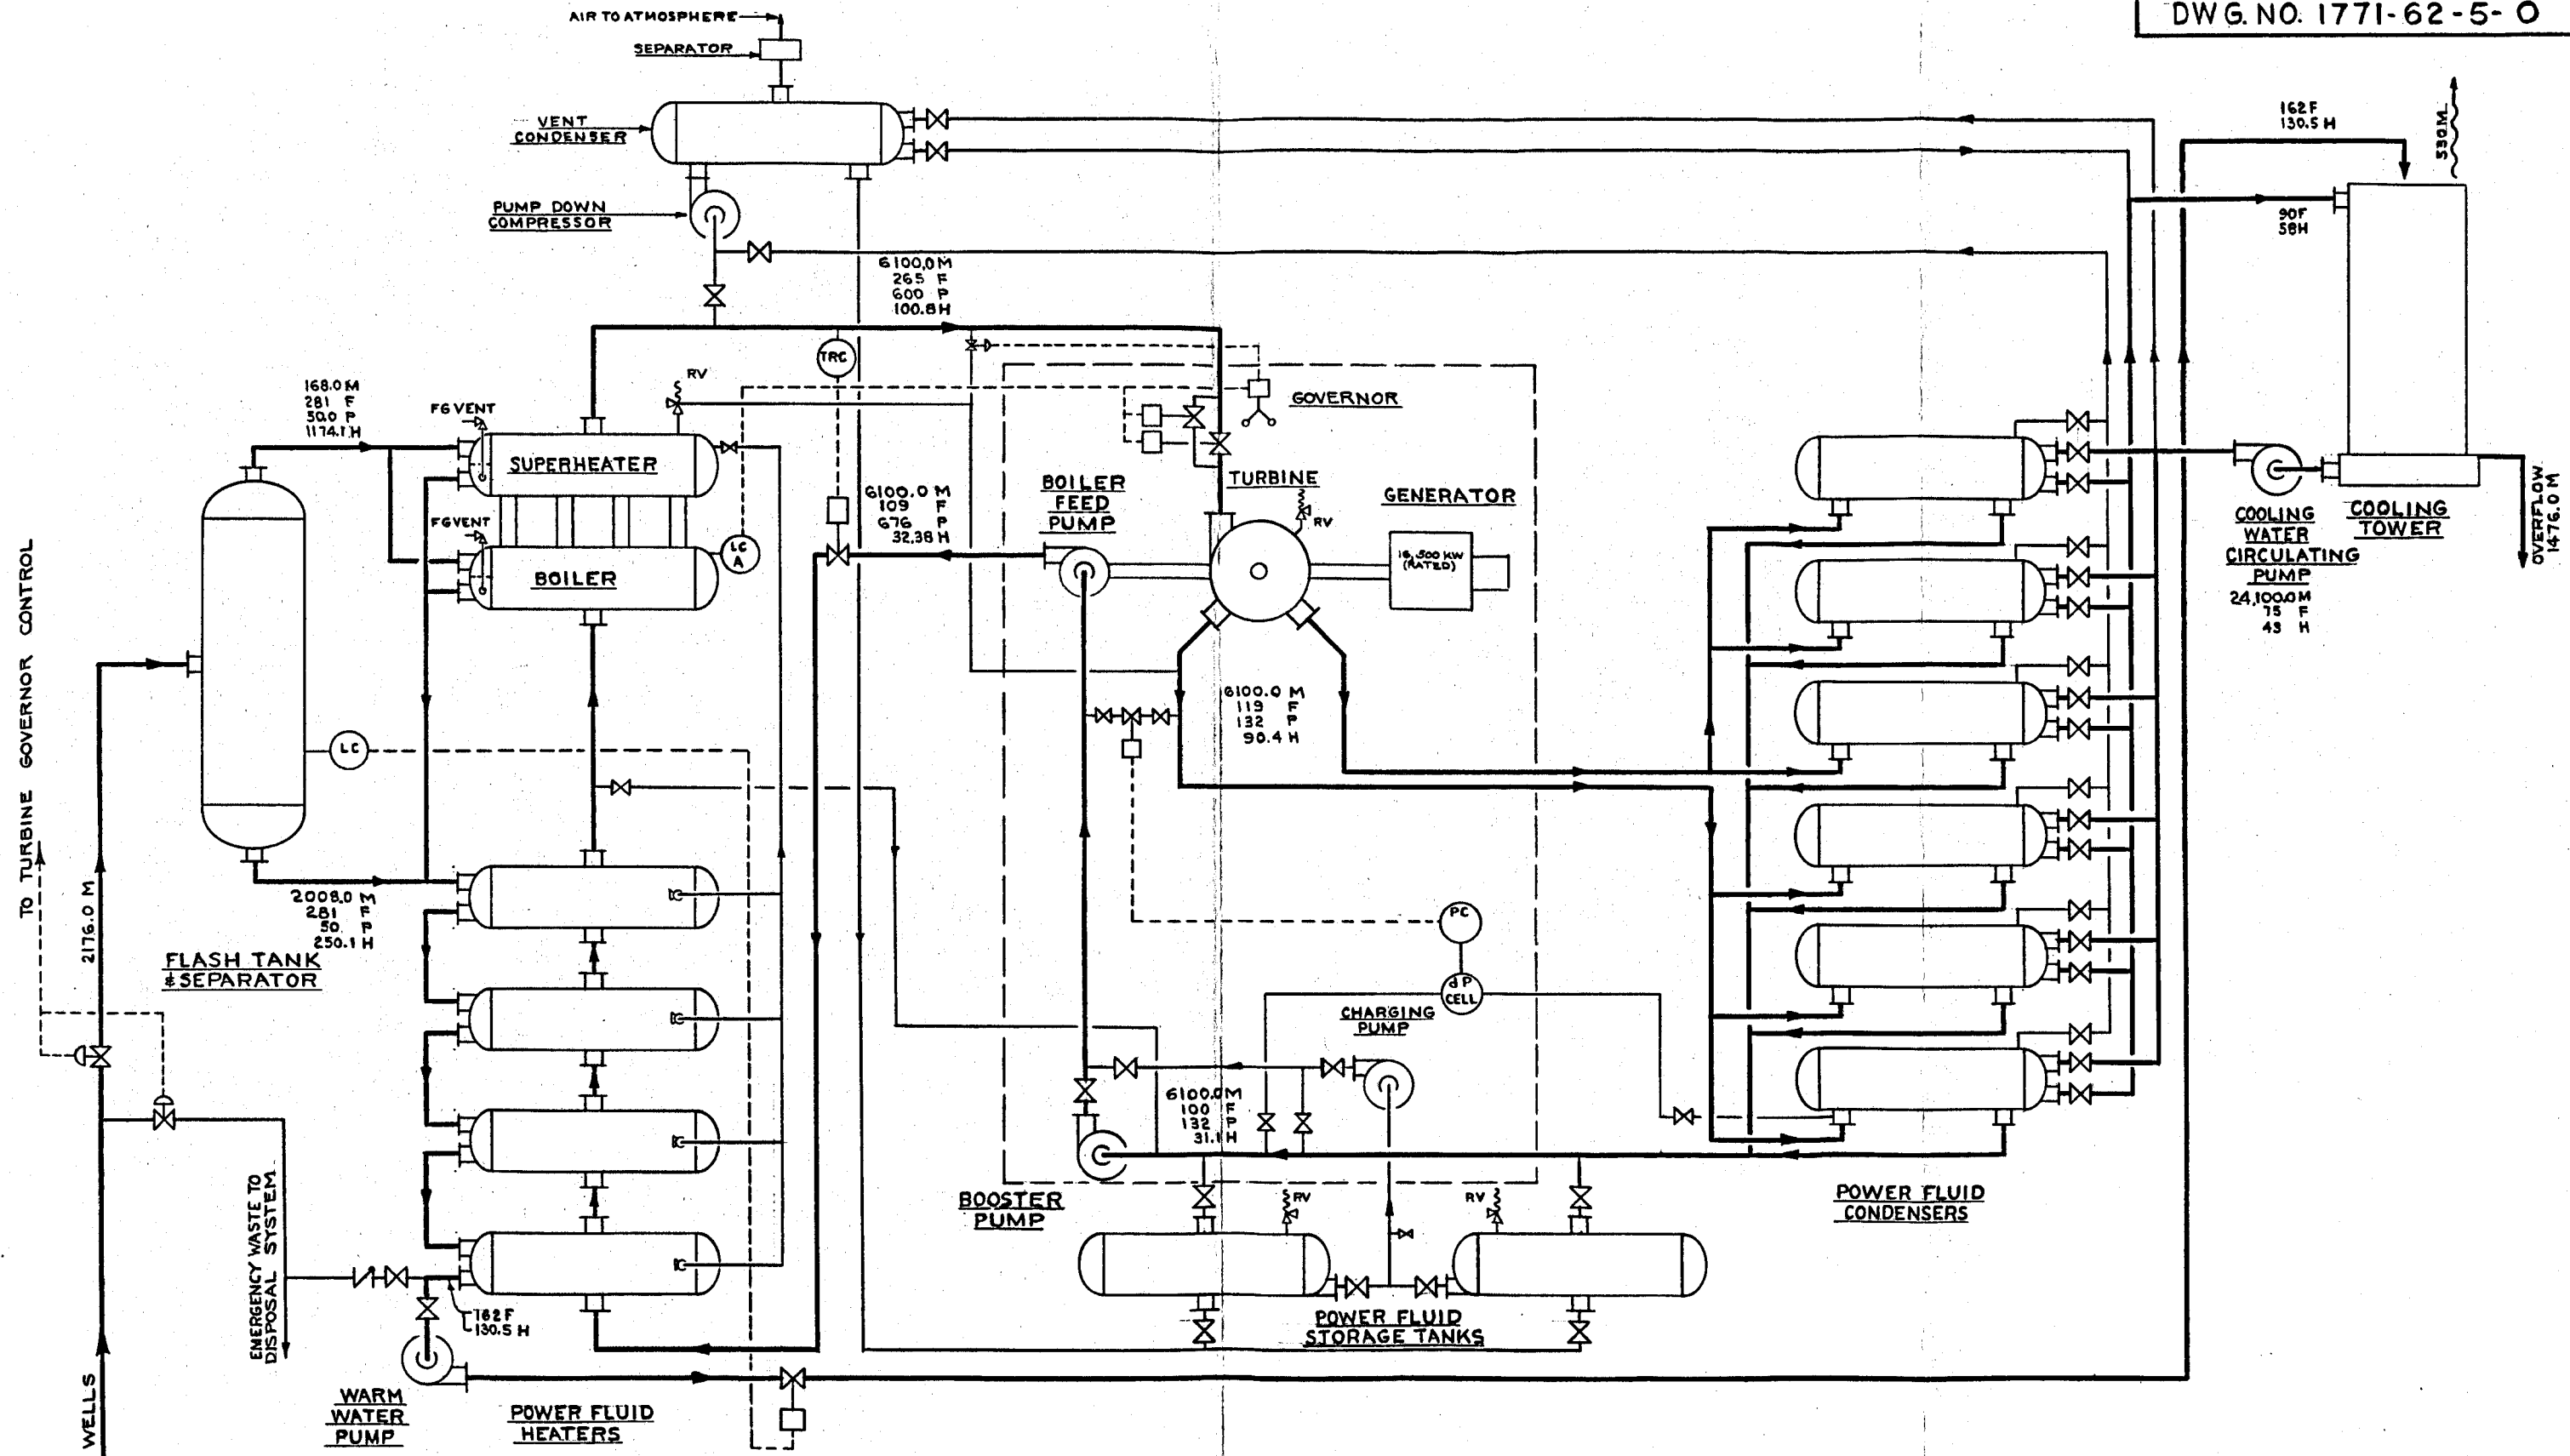 DWG. NO. 1771-62-5-0
AIR TO ATMOSPHERE
SEPARATOR
VENT
CONDENSER
PUMP DOWN
COMPRESSOR
162F
130.5 H
530M
90F
58H
6100.0 M
265 F
600 P
100.8 H
TRC
RV
168.0 M
281 F
50.0 P
1174.1 H
FG VENT
SUPERHEATER
FG VENT
BOILER
LC
A
GOVERNOR
6100.0 M
109 F
676 P
32.38 H
BOILER
FEED
PUMP
TURBINE
RV
GENERATOR
16,500 KW
(RATED)
COOLING
WATER
CIRCULATING
PUMP
24,100.0 M
75 F
43 H
COOLING
TOWER
OVERFLOW
1476.0 M
TO TURBINE GOVERNOR CONTROL
LC
6100.0 M
119 F
132 P
90.4 H
2176.0 M
2008.0 M
281 F
50. P
250.1 H
FLASH TANK
& SEPARATOR
PC
dP
CELL
CHARGING
PUMP
6100.0 M
100 F
132 P
31.1 H
EMERGENCY WASTE TO
DISPOSAL SYSTEM
BOOSTER
PUMP
RV
RV
POWER FLUID
CONDENSERS
162 F
130.5 H
POWER FLUID
STORAGE TANKS
WELLS
WARM
WATER
PUMP
POWER FLUID
HEATERS